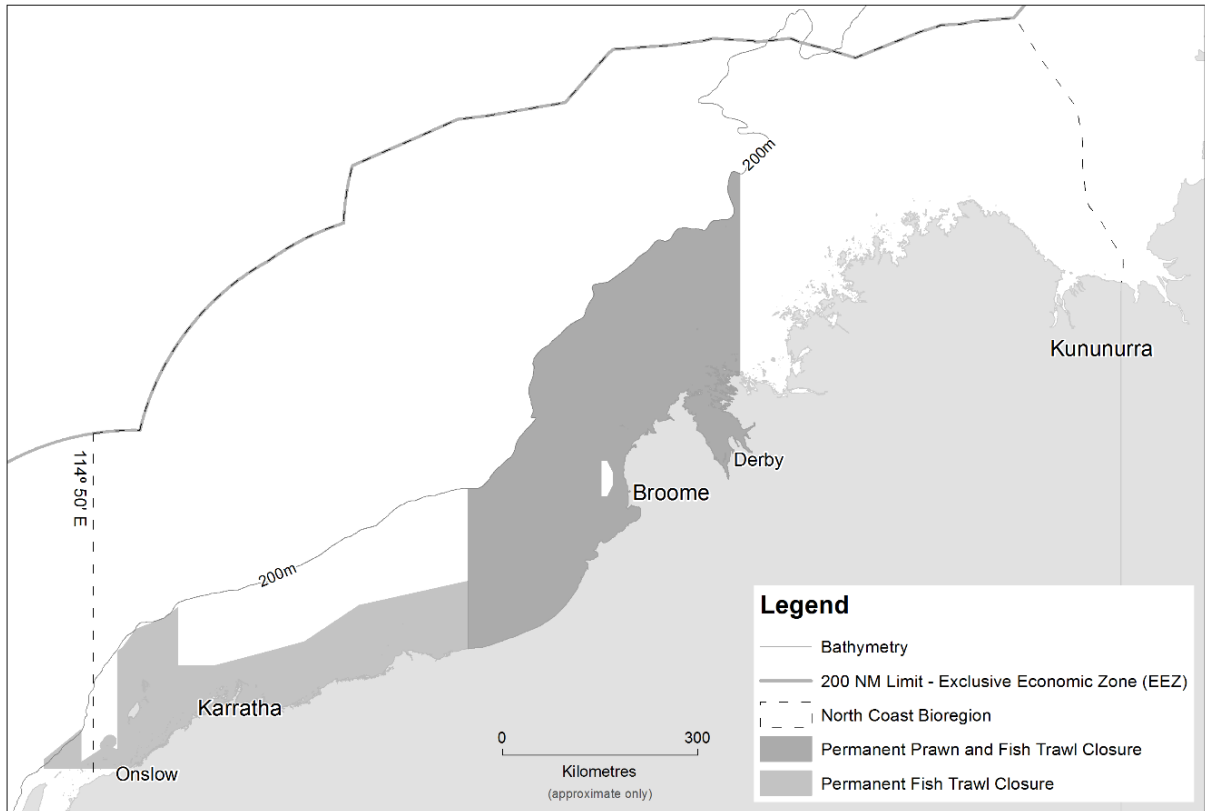 200m
Kununurra
Derby
Broome
114° 50' E
200m
Karratha
Onslow
0 300
Kilometres
(approximate only)
Legend
Bathymetry
200 NM Limit - Exclusive Economic Zone (EEZ)
North Coast Bioregion
Permanent Prawn and Fish Trawl Closure
Permanent Fish Trawl Closure